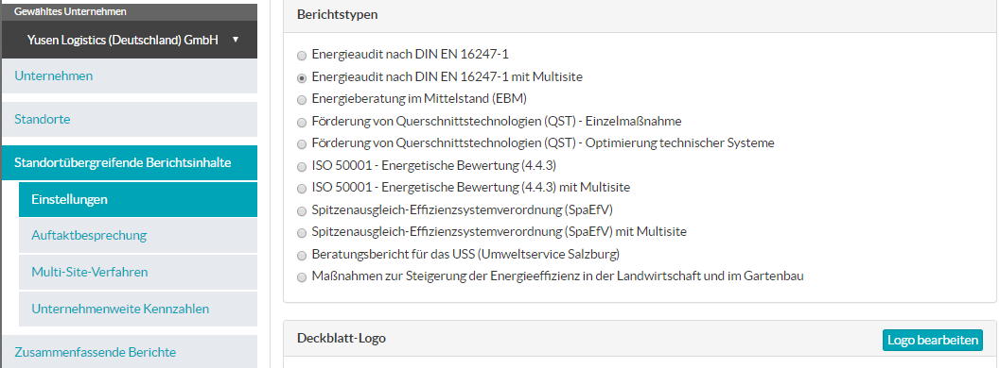 Gewähltes Unternehmen
Yusen Logistics (Deutschland) GmbH
Unternehmen
Standorte
Standortübergreifende Berichtsinhalte
Einstellungen
Auftaktbesprechung
Multi-Site-Verfahren
Unternehmenweite Kennzahlen
Zusammenfassende Berichte
Berichtstypen
Energieaudit nach DIN EN 16247-1
Energieaudit nach DIN EN 16247-1 mit Multisite
Energieberatung im Mittelstand (EBM)
Förderung von Querschnittstechnologien (QST) - Einzelmaßnahme
Förderung von Querschnittstechnologien (QST) - Optimierung technischer Systeme
ISO 50001 - Energetische Bewertung (4.4.3)
ISO 50001 - Energetische Bewertung (4.4.3) mit Multisite
Spitzenausgleich-Effizienzsystemverordnung (SpaEfV)
Spitzenausgleich-Effizienzsystemverordnung (SpaEfV) mit Multisite
Beratungsbericht für das USS (Umweltservice Salzburg)
Maßnahmen zur Steigerung der Energieeffizienz in der Landwirtschaft und im Gartenbau
Deckblatt-Logo
Logo bearbeiten